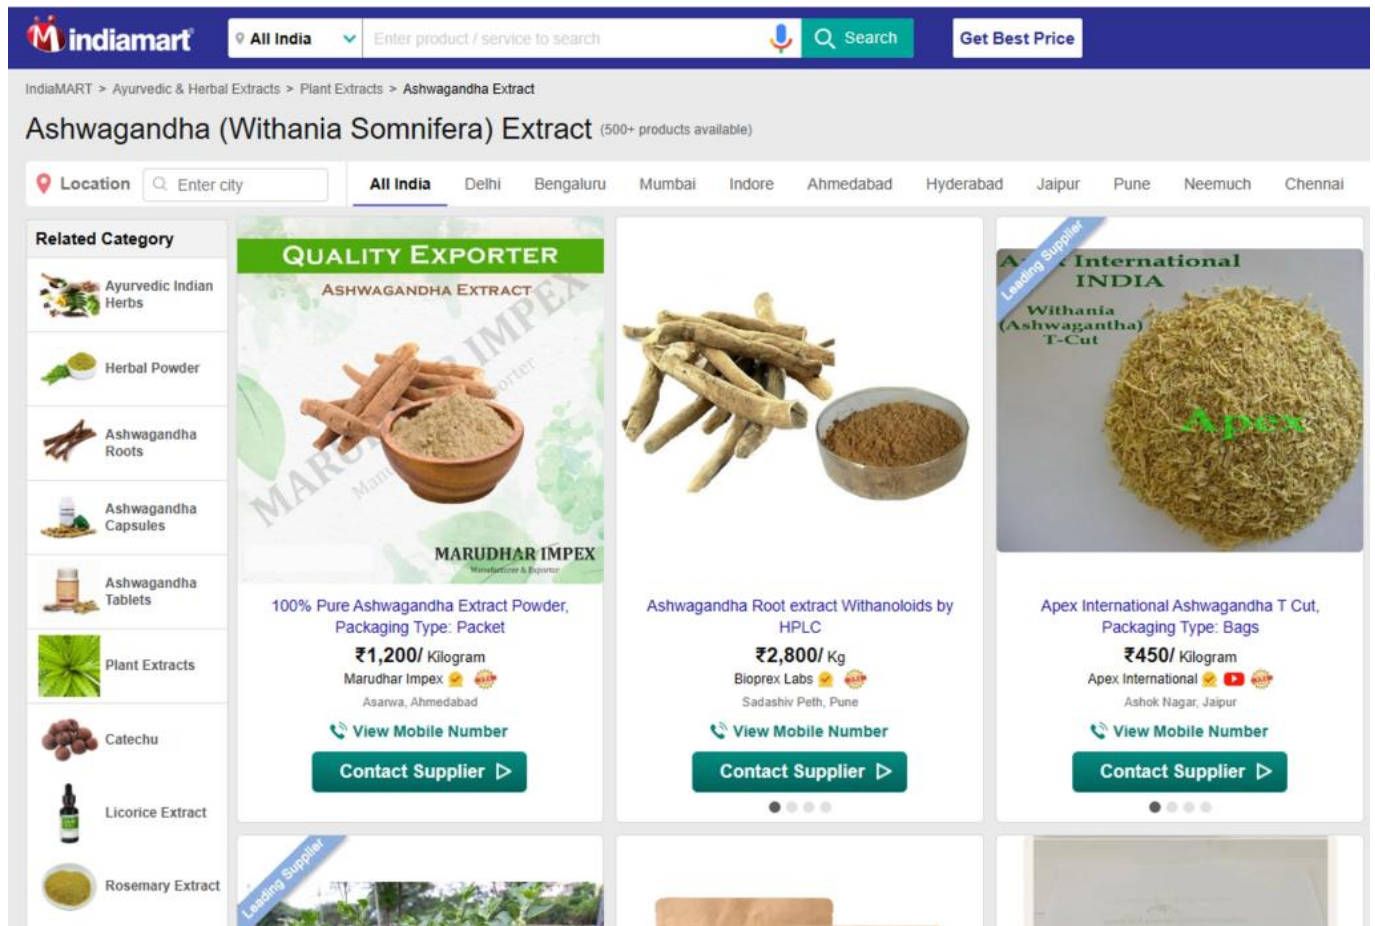 indiamart
All India
Enter product / service to search
Search
Get Best Price
IndiaMART > Ayurvedic & Herbal Extracts > Plant Extracts > Ashwagandha Extract
Ashwagandha (Withania Somnifera) Extract (500+ products available)
Location
Enter city
All India
Delhi
Bengaluru
Mumbai
Indore
Ahmedabad
Hyderabad
Jaipur
Pune
Neemuch
Chennai
Related Category
Ayurvedic Indian
Herbs
Herbal Powder
Ashwagandha
Roots
Ashwagandha
Capsules
Ashwagandha
Tablets
Plant Extracts
Catechu
Licorice Extract
Rosemary Extract
QUALITY EXPORTER
ASHWAGANDHA EXTRACT
MARUDHAR IMPEX
MARUDHAR IMPEX
Manufacturer & Exporter
100% Pure Ashwagandha Extract Powder,
Packaging Type: Packet
₹1,200/ Kilogram
Marudhar Impex
Asarwa, Ahmedabad
View Mobile Number
Contact Supplier
Ashwagandha Root extract Withanoloids by
HPLC
₹2,800/ Kg
Bioprex Labs
Sadashiv Peth, Pune
View Mobile Number
Contact Supplier
Leading Supplier
International
INDIA
Withania
(Ashwagantha)
T-Cut
Apex
Apex International Ashwagandha T Cut,
Packaging Type: Bags
₹450/ Kilogram
Apex International
Ashok Nagar, Jaipur
View Mobile Number
Contact Supplier
Leading Supplier